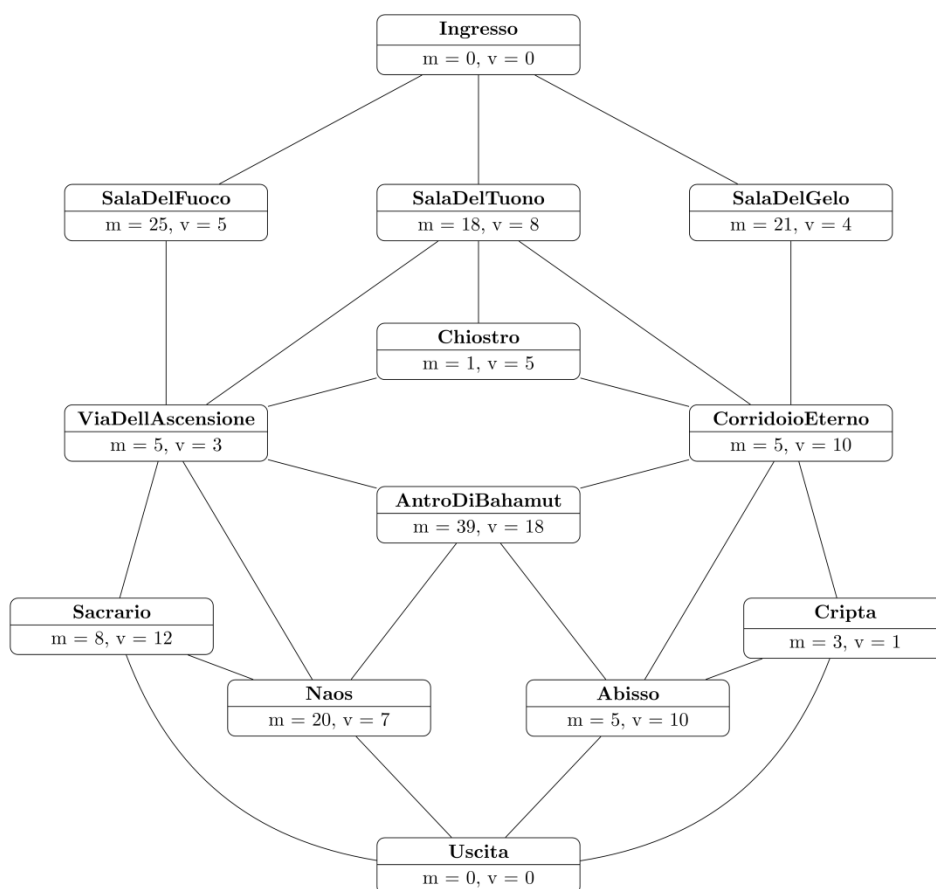 Ingresso
m = 0, v = 0
SalaDelFuoco
m = 25, v = 5
SalaDelTuono
m = 18, v = 8
SalaDelGelo
m = 21, v = 4
Chiostro
m = 1, v = 5
ViaDellAscensione
m = 5, v = 3
CorridoioEterno
m = 5, v = 10
AntroDiBahamut
m = 39, v = 18
Sacrario
m = 8, v = 12
Cripta
m = 3, v = 1
Naos
m = 20, v = 7
Abisso
m = 5, v = 10
Uscita
m = 0, v = 0